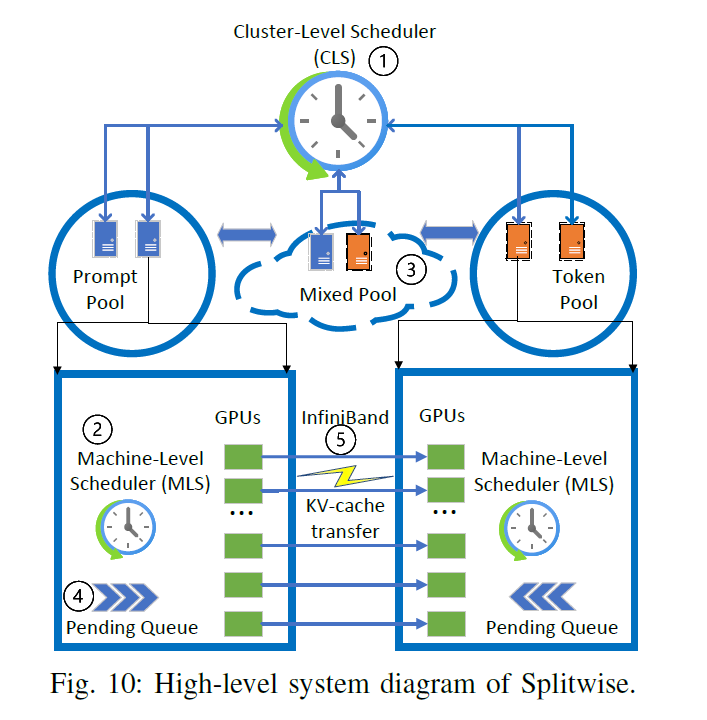 Cluster-Level Scheduler
(CLS) 1
Prompt
Pool
Mixed Pool
3
Token
Pool
2
GPUs
Machine-Level
Scheduler (MLS)
...
4
Pending Queue
InfiniBand
5
KV-cache
transfer
GPUs
Machine-Level
Scheduler (MLS)
...
Pending Queue
Fig. 10: High-level system diagram of Splitwise.